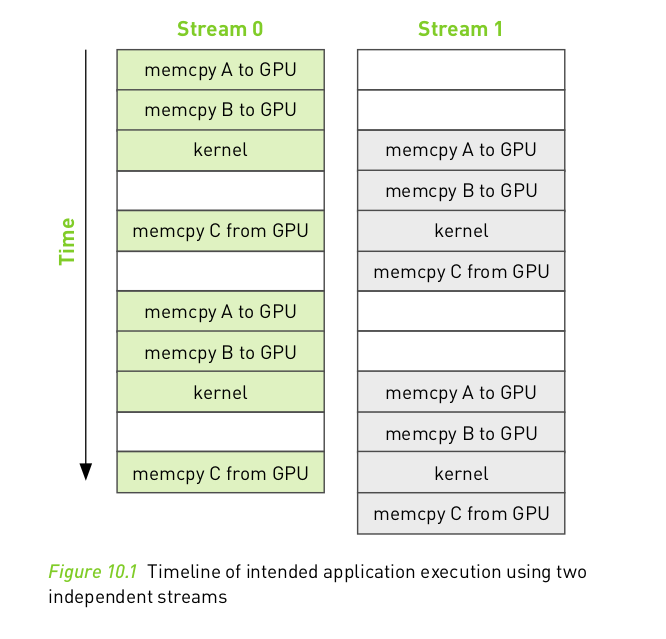 Stream 0
Stream 1
memcpy A to GPU
memcpy B to GPU
kernel
memcpy A to GPU
memcpy B to GPU
memcpy C from GPU
kernel
memcpy C from GPU
memcpy A to GPU
memcpy B to GPU
kernel
memcpy A to GPU
memcpy B to GPU
memcpy C from GPU
kernel
memcpy C from GPU
Time
Figure 10.1 Timeline of intended application execution using two
independent streams